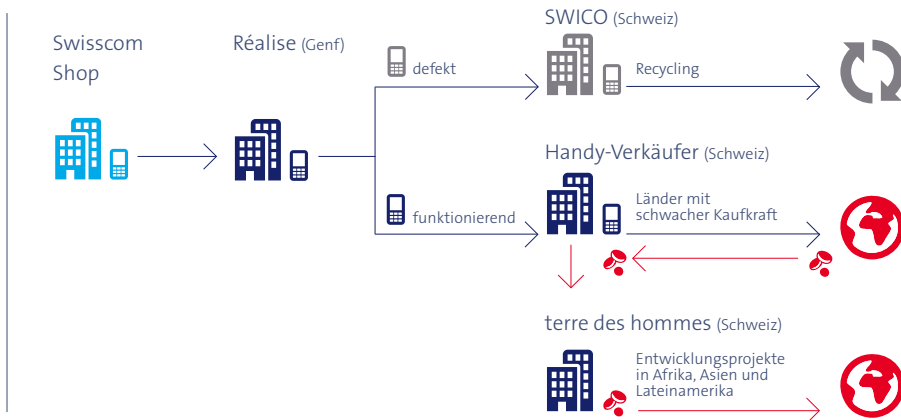 Swisscom
Shop
Réalise (Genf)
defekt
funktionierend
SWICO (Schweiz)
Recycling
Handy-Verkäufer (Schweiz)
Länder mit
schwacher Kaufkraft
terre des hommes (Schweiz)
Entwicklungsprojekte
in Afrika, Asien und
Lateinamerika